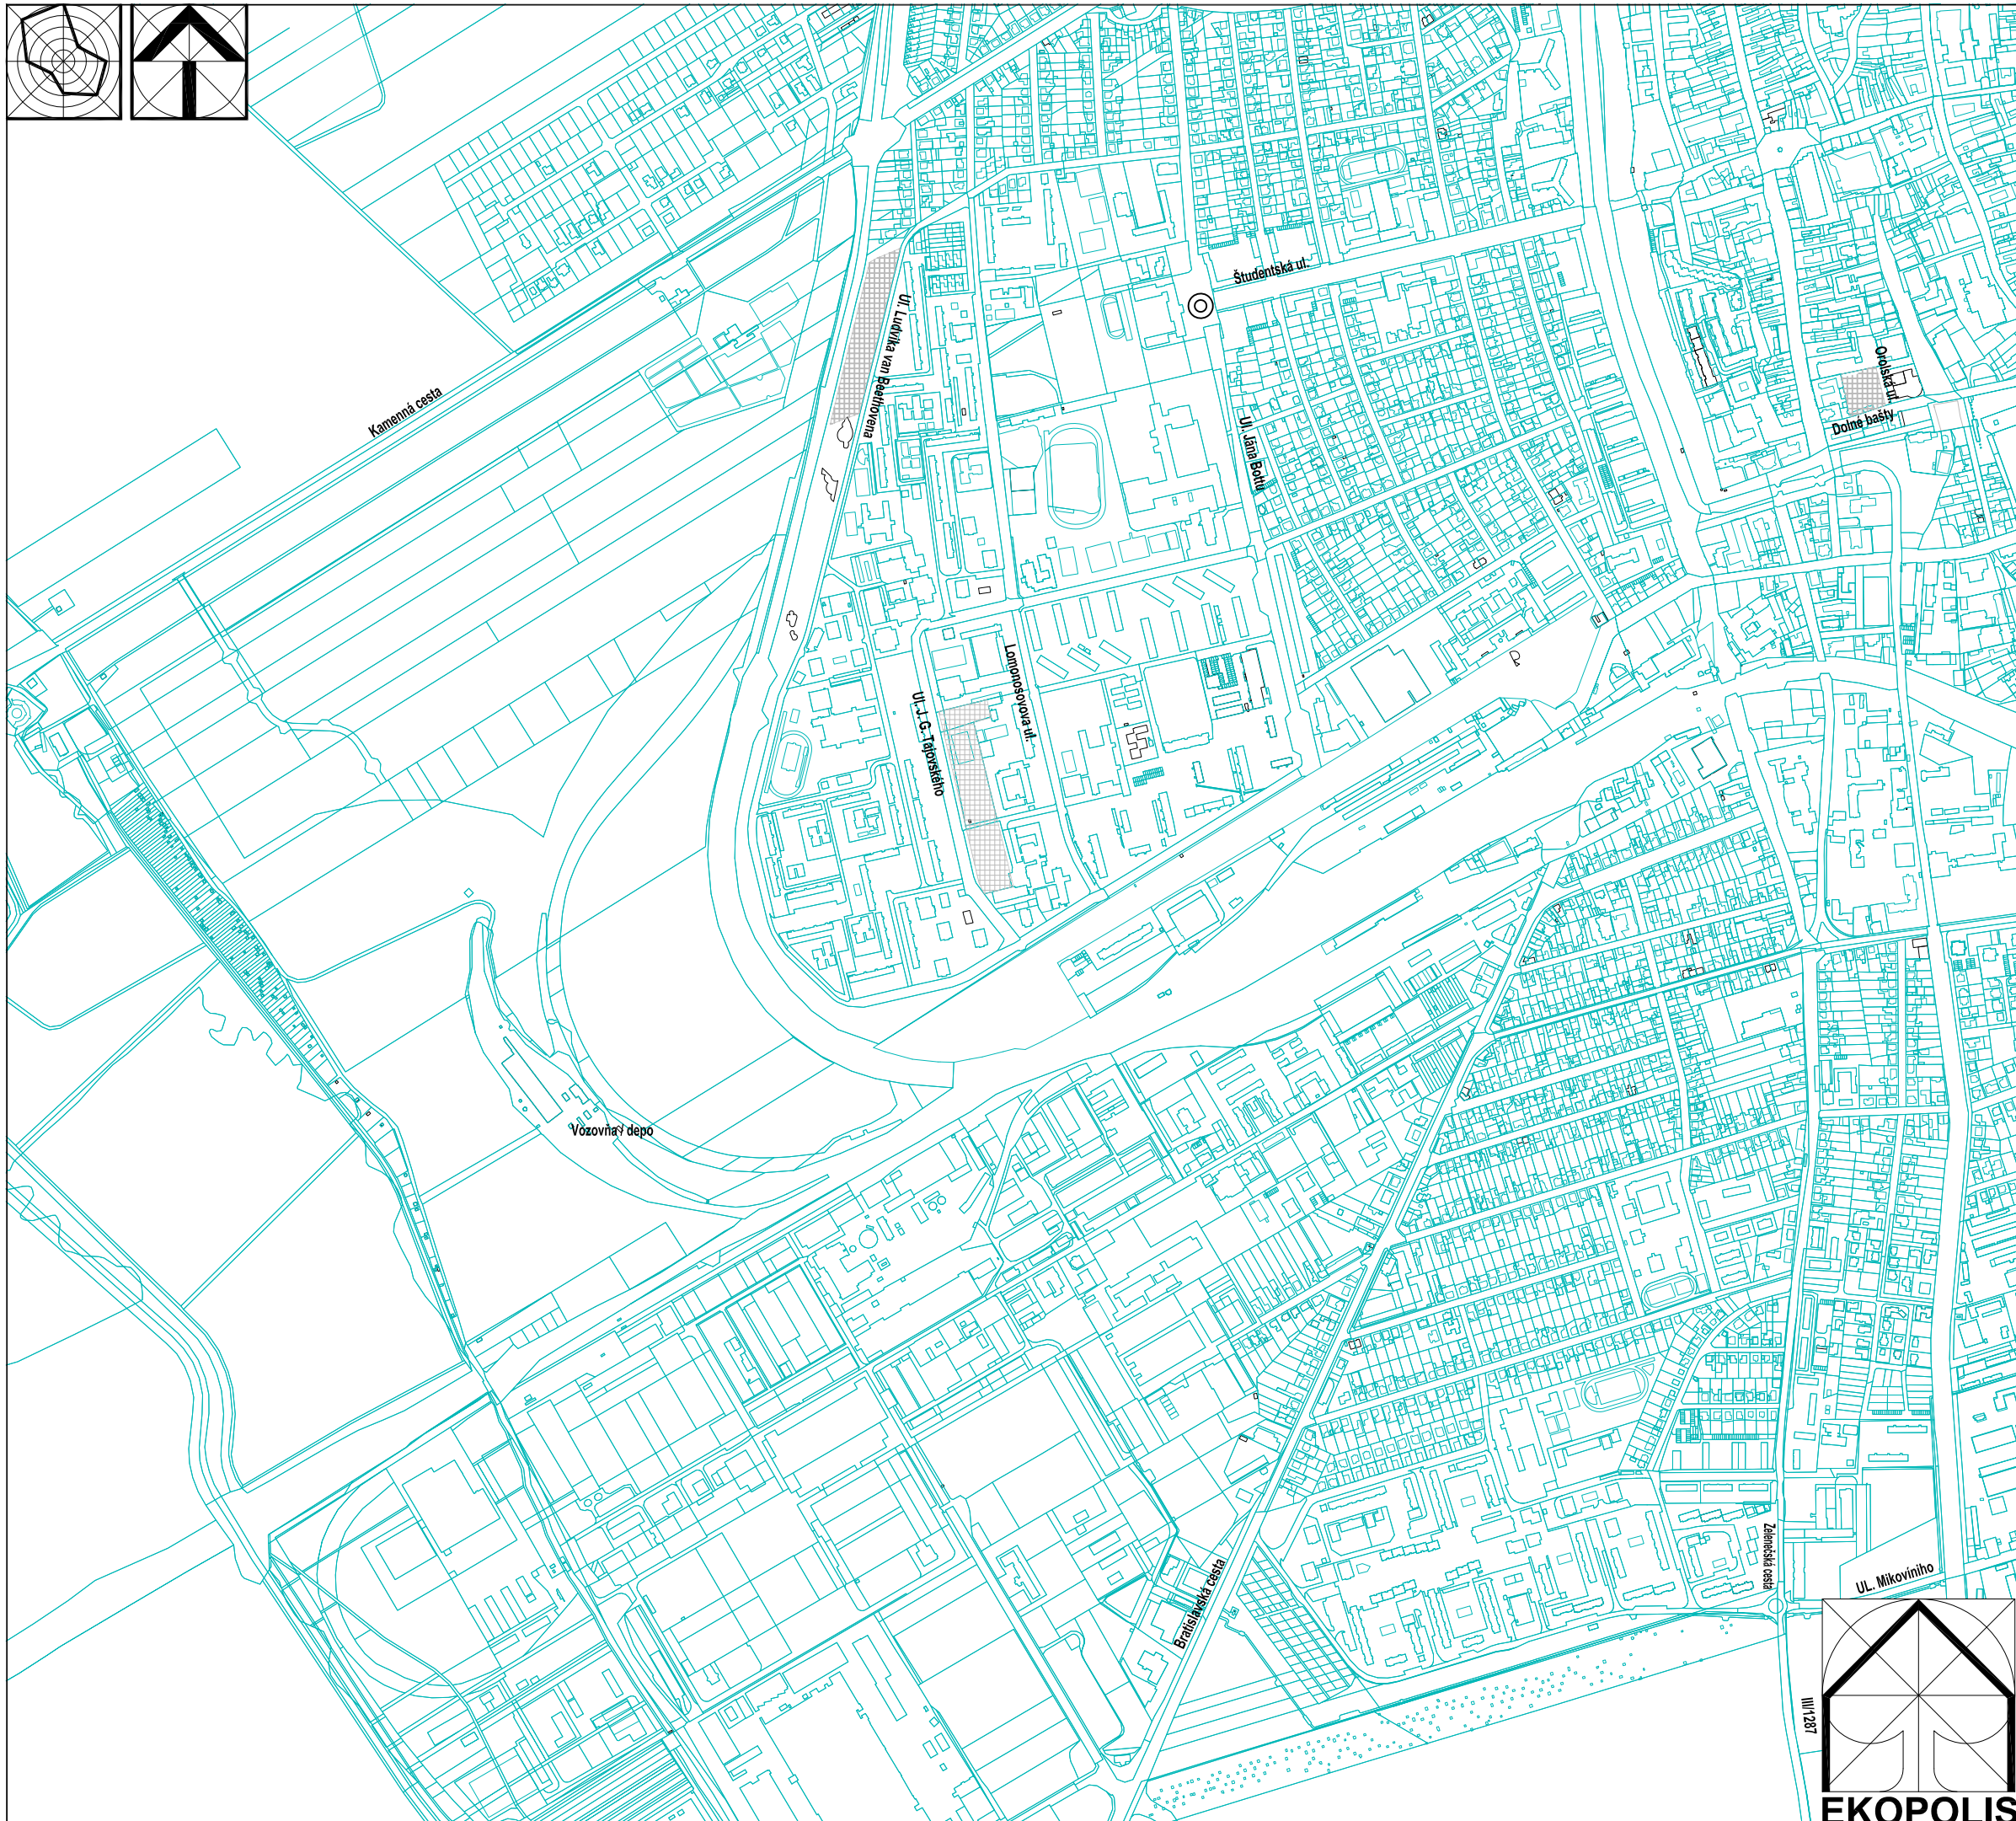 Študentská ul.
Ul. Ludvika van Beethovena
Orolská ul.
Kamenná cesta
Dolné bašty
Ul. Jána Bottu
Lomonosovova ul.
Ul. J. G. Tajovského
Vozovňa / depo
Zelenečská cesta
Bratislavská cesta
UL. Mikovíniho
III/1287
EKOPOLIS